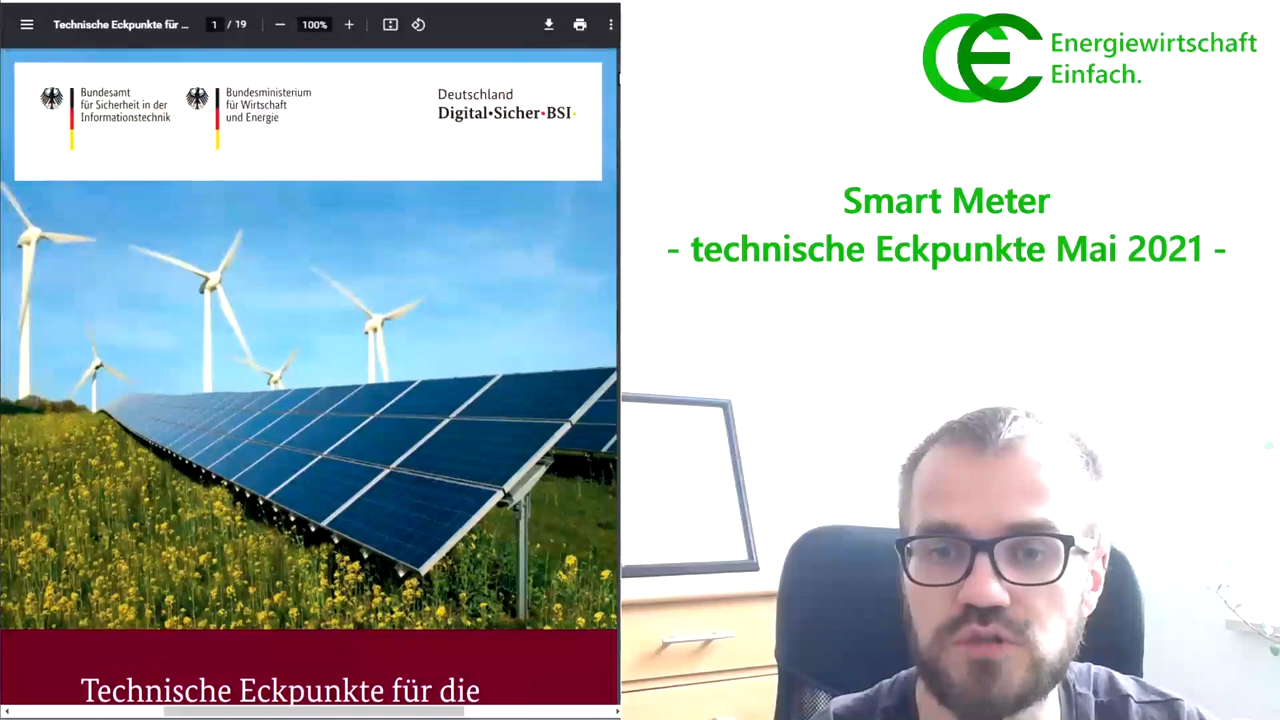 Technische Eckpunkte für ...
1 / 19
100%
Bundesamt
für Sicherheit in der
Informationstechnik
Bundesministerium
für Wirtschaft
und Energie
Deutschland
Digital•Sicher•BSI•
Technische Eckpunkte für die
Energiewirtschaft
Einfach.
Smart Meter
- technische Eckpunkte Mai 2021 -